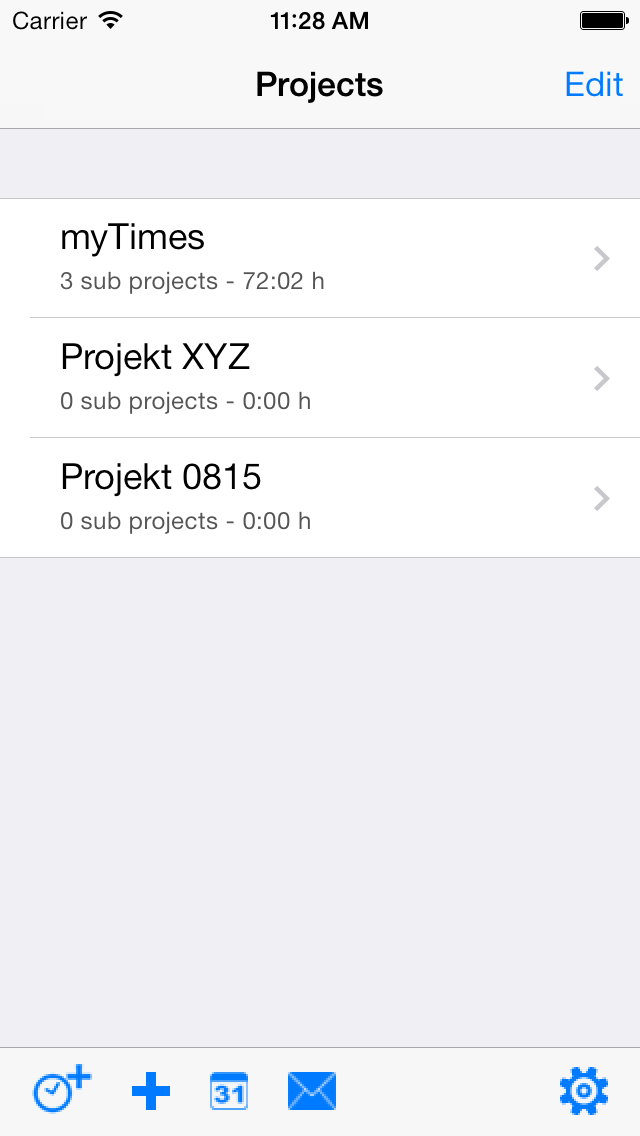 Carrier 11:28 AM
Projects Edit
myTimes
3 sub projects - 72:02 h
Projekt XYZ
0 sub projects - 0:00 h
Projekt 0815
0 sub projects - 0:00 h
31